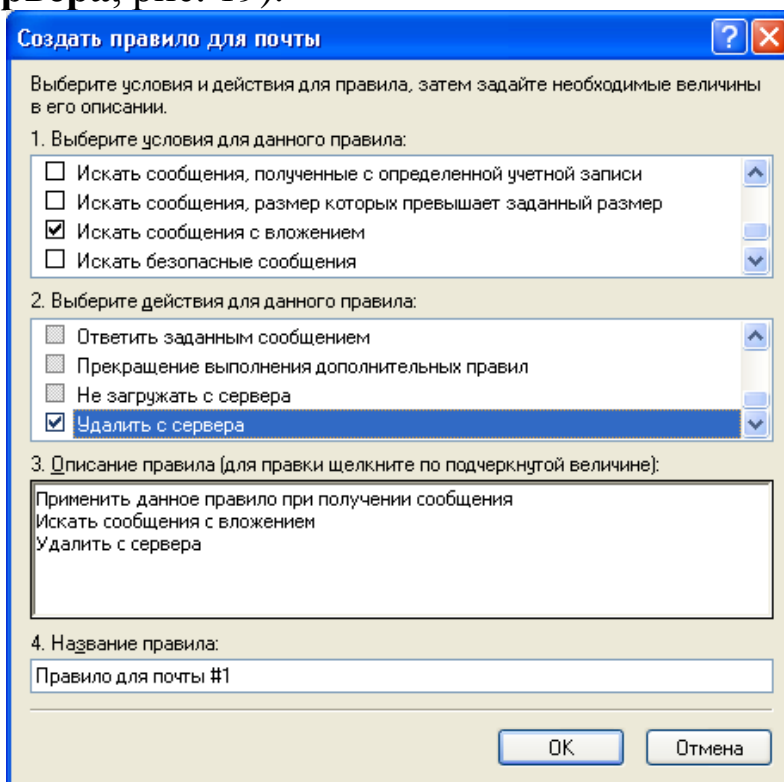 рвера, рис. 19).
Создать правило для почты
Выберите условия и действия для правила, затем задайте необходимые величины
в его описании.
1. Выберите условия для данного правила:
Искать сообщения, полученные с определенной учетной записи
Искать сообщения, размер которых превышает заданный размер
Искать сообщения с вложением
Искать безопасные сообщения
2. Выберите действия для данного правила:
Ответить заданным сообщением
Прекращение выполнения дополнительных правил
Не загружать с сервера
Удалить с сервера
3. Описание правила (для правки щелкните по подчеркнутой величине):
Применить данное правило при получении сообщения
Искать сообщения с вложением
Удалить с сервера
4. Название правила:
Правило для почты #1
ОК Отмена